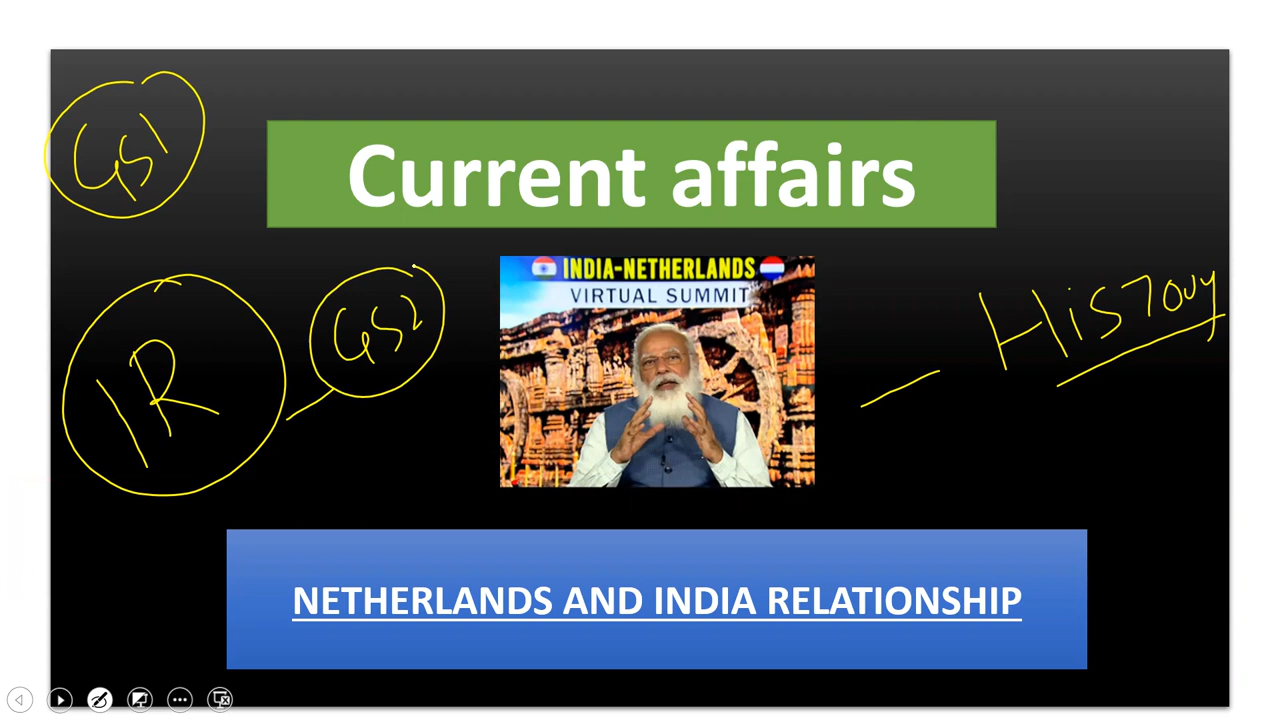 GS1
Current affairs
INDIA-NETHERLANDS
VIRTUAL SUMMIT
IR
GS2
History
NETHERLANDS AND INDIA RELATIONSHIP